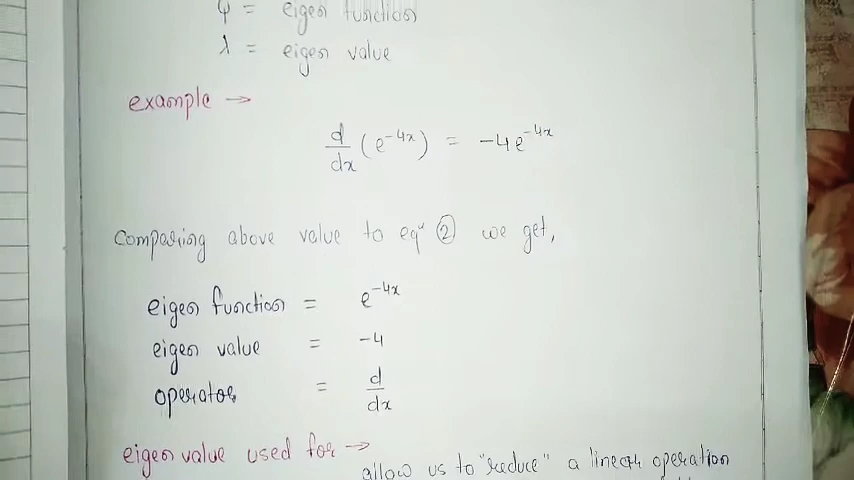 ψ = eigen function
λ = eigen value
example →
d/dx (e^-4x) = -4e^-4x
Comparing above value to eqⁿ ② we get,
eigen function = e^-4x
eigen value = -4
operator = d/dx
eigen value used for →
allow us to "reduce" a linear operation